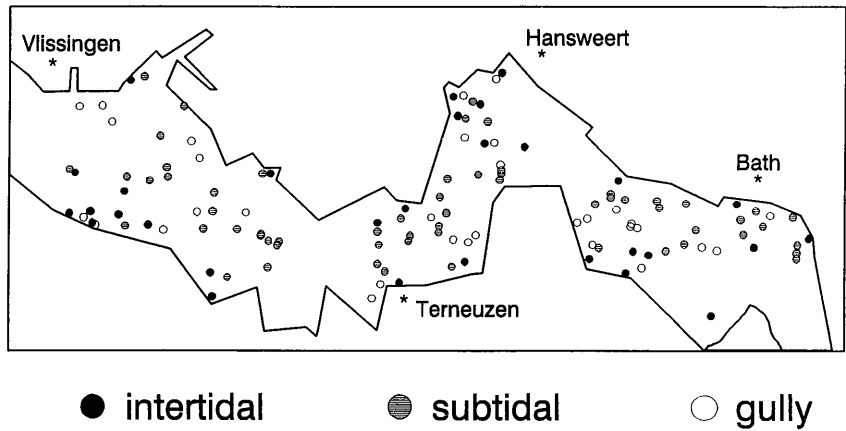 Vlissingen
Hansweert
Bath
Terneuzen
intertidal
subtidal
gully